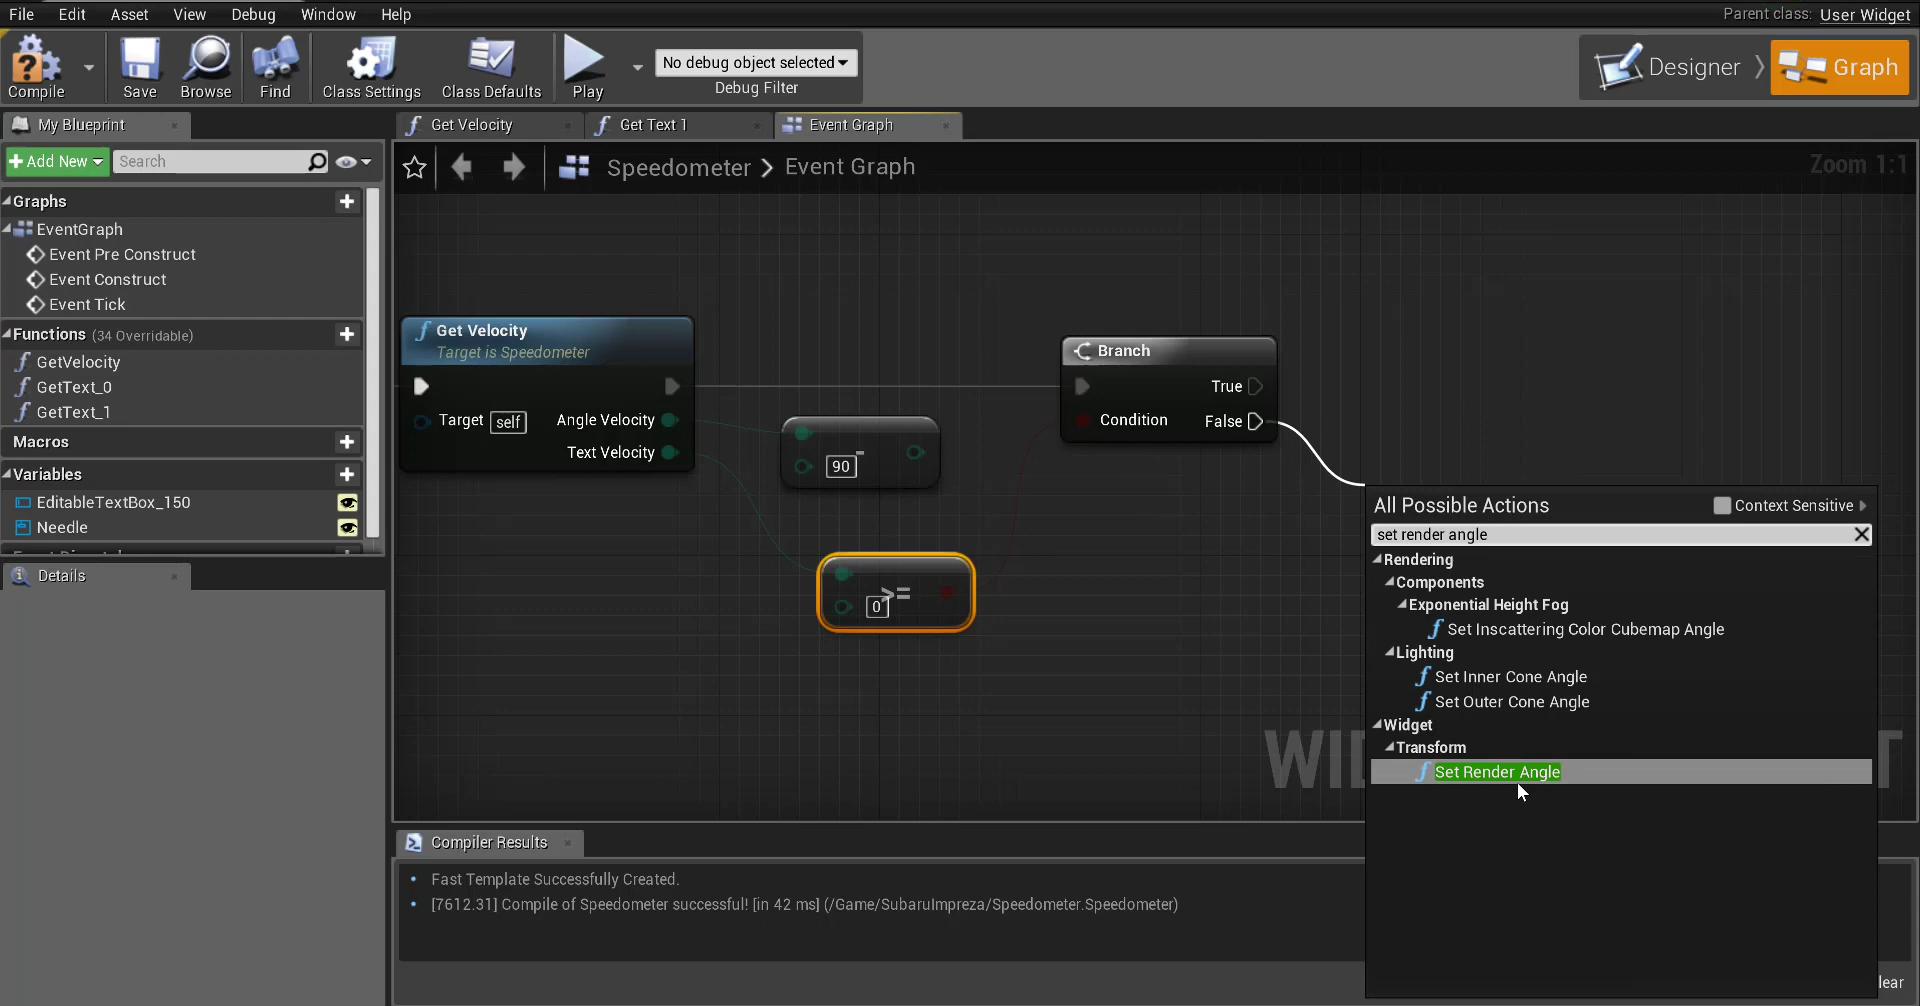 File Edit Asset View Debug Window Help
Parent class: User Widget
Compile Save Browse Find Class Settings Class Defaults Play
No debug object selected
Debug Filter
Designer Graph
My Blueprint
Get Velocity Get Text 1 Event Graph
Add New Search
Speedometer > Event Graph
Zoom 1:1
Graphs
EventGraph
Event Pre Construct
Event Construct
Event Tick
Functions (34 Overridable)
GetVelocity
GetText_0
GetText_1
Macros
Variables
EditableTextBox_150
Needle
Details
Get Velocity
Target is Speedometer
Target self
Angle Velocity
Text Velocity
90
-
0
>=
Branch
True
Condition False
All Possible Actions Context Sensitive
set render angle
Rendering
Components
Exponential Height Fog
Set Inscattering Color Cubemap Angle
Lighting
Set Inner Cone Angle
Set Outer Cone Angle
Widget
Transform
Set Render Angle
Compiler Results
Fast Template Successfully Created.
[7612.31] Compile of Speedometer successful! [in 42 ms] (/Game/SubaruImpreza/Speedometer.Speedometer)